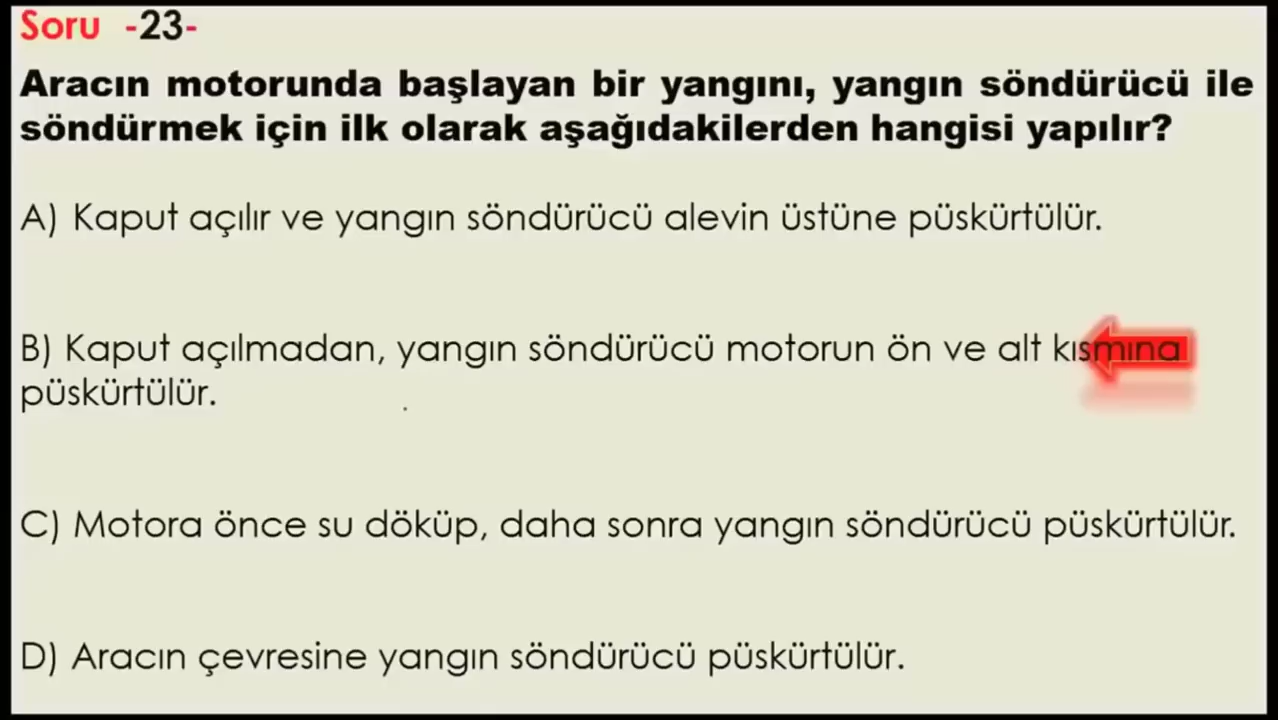 Soru -23-
Aracın motorunda başlayan bir yangını, yangın söndürücü ile
söndürmek için ilk olarak aşağıdakilerden hangisi yapılır?
A) Kaput açılır ve yangın söndürücü alevin üstüne püskürtülür.
B) Kaput açılmadan, yangın söndürücü motorun ön ve alt kısmına
püskürtülür.
C) Motora önce su döküp, daha sonra yangın söndürücü püskürtülür.
D) Aracın çevresine yangın söndürücü püskürtülür.